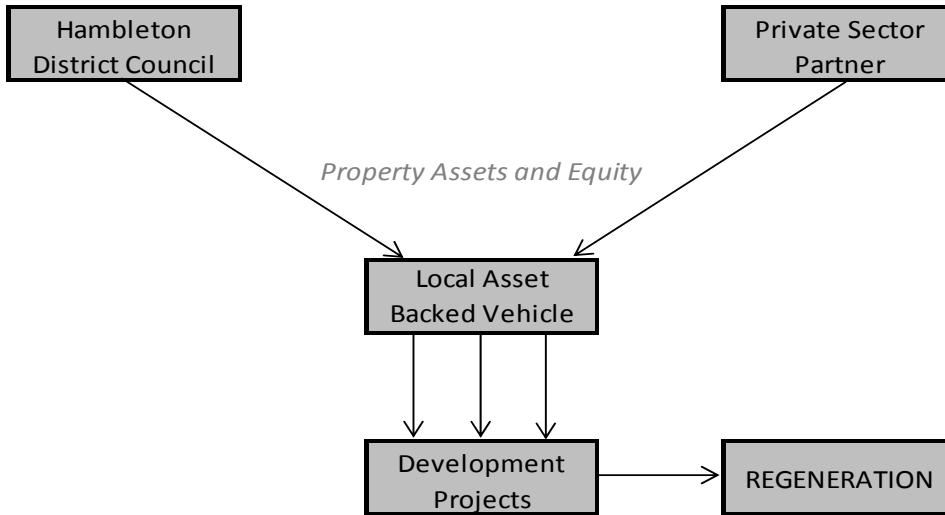 Hambleton
District Council
Private Sector
Partner
Property Assets and Equity
Local Asset
Backed Vehicle
Development
Projects
REGENERATION